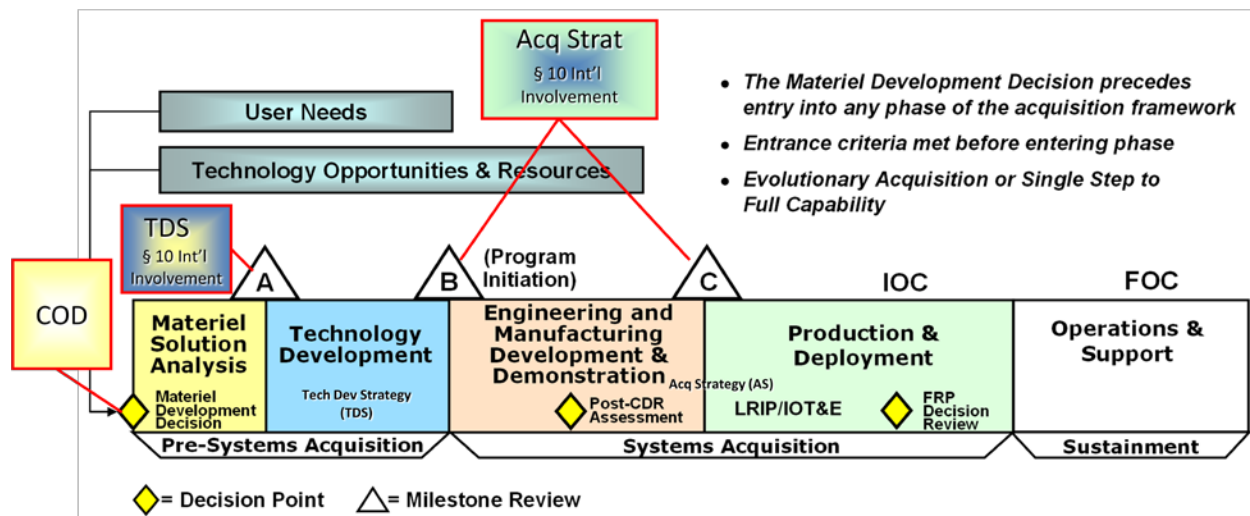 Acq Strat
§ 10 Int'l
Involvement
• The Materiel Development Decision precedes
entry into any phase of the acquisition framework
• Entrance criteria met before entering phase
• Evolutionary Acquisition or Single Step to
Full Capability
User Needs
Technology Opportunities & Resources
TDS
§ 10 Int'l
Involvement
COD
A
B
(Program
Initiation)
C
IOC
FOC
Materiel
Solution
Analysis
Materiel
Development
Decision
Technology
Development
Tech Dev Strategy
(TDS)
Engineering and
Manufacturing
Development &
Demonstration
Acq Strategy (AS)
Post-CDR
Assessment
Production &
Deployment
LRIP/IOT&E
FRP
Decision
Review
Operations &
Support
Pre-Systems Acquisition
Systems Acquisition
Sustainment
= Decision Point
= Milestone Review